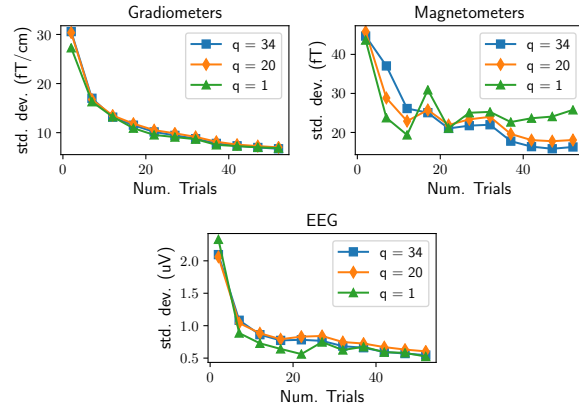 Gradiometers
std. dev. (fT/cm)
30
20
10
q = 34
q = 20
q = 1
0
20
40
Num. Trials
Magnetometers
std. dev. (fT)
40
30
20
q = 34
q = 20
q = 1
0
20
40
Num. Trials
EEG
std. dev. (uV)
2.0
1.5
1.0
0.5
q = 34
q = 20
q = 1
0
20
40
Num. Trials